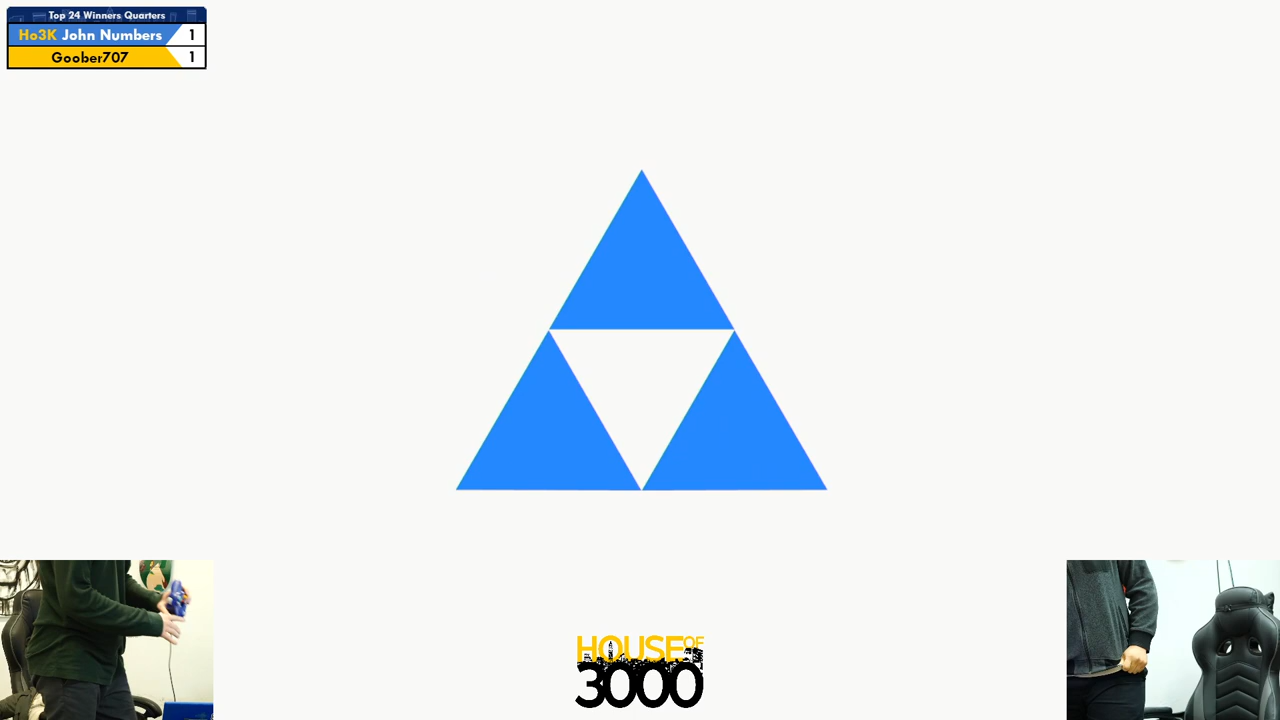 Top 24 Winners Quarters
Ho3K John Numbers 1
Goober707 1
HOUSE OF
3000